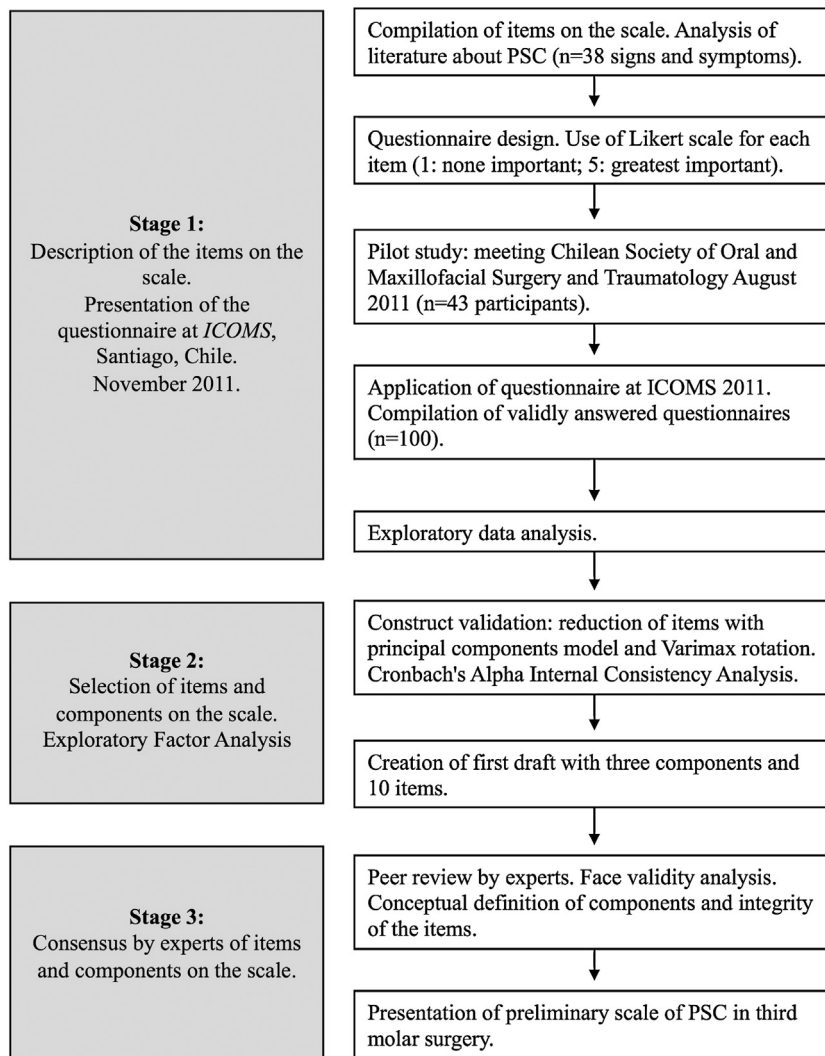 Stage 1:
Description of the items on the
scale.
Presentation of the
questionnaire at ICOMS,
Santiago, Chile.
November 2011.
Compilation of items on the scale. Analysis of
literature about PSC (n=38 signs and symptoms).
Questionnaire design. Use of Likert scale for each
item (1: none important; 5: greatest important).
Pilot study: meeting Chilean Society of Oral and
Maxillofacial Surgery and Traumatology August
2011 (n=43 participants).
Application of questionnaire at ICOMS 2011.
Compilation of validly answered questionnaires
(n=100).
Exploratory data analysis.
Stage 2:
Selection of items and
components on the scale.
Exploratory Factor Analysis
Construct validation: reduction of items with
principal components model and Varimax rotation.
Cronbach's Alpha Internal Consistency Analysis.
Creation of first draft with three components and
10 items.
Stage 3:
Consensus by experts of items
and components on the scale.
Peer review by experts. Face validity analysis.
Conceptual definition of components and integrity
of the items.
Presentation of preliminary scale of PSC in third
molar surgery.